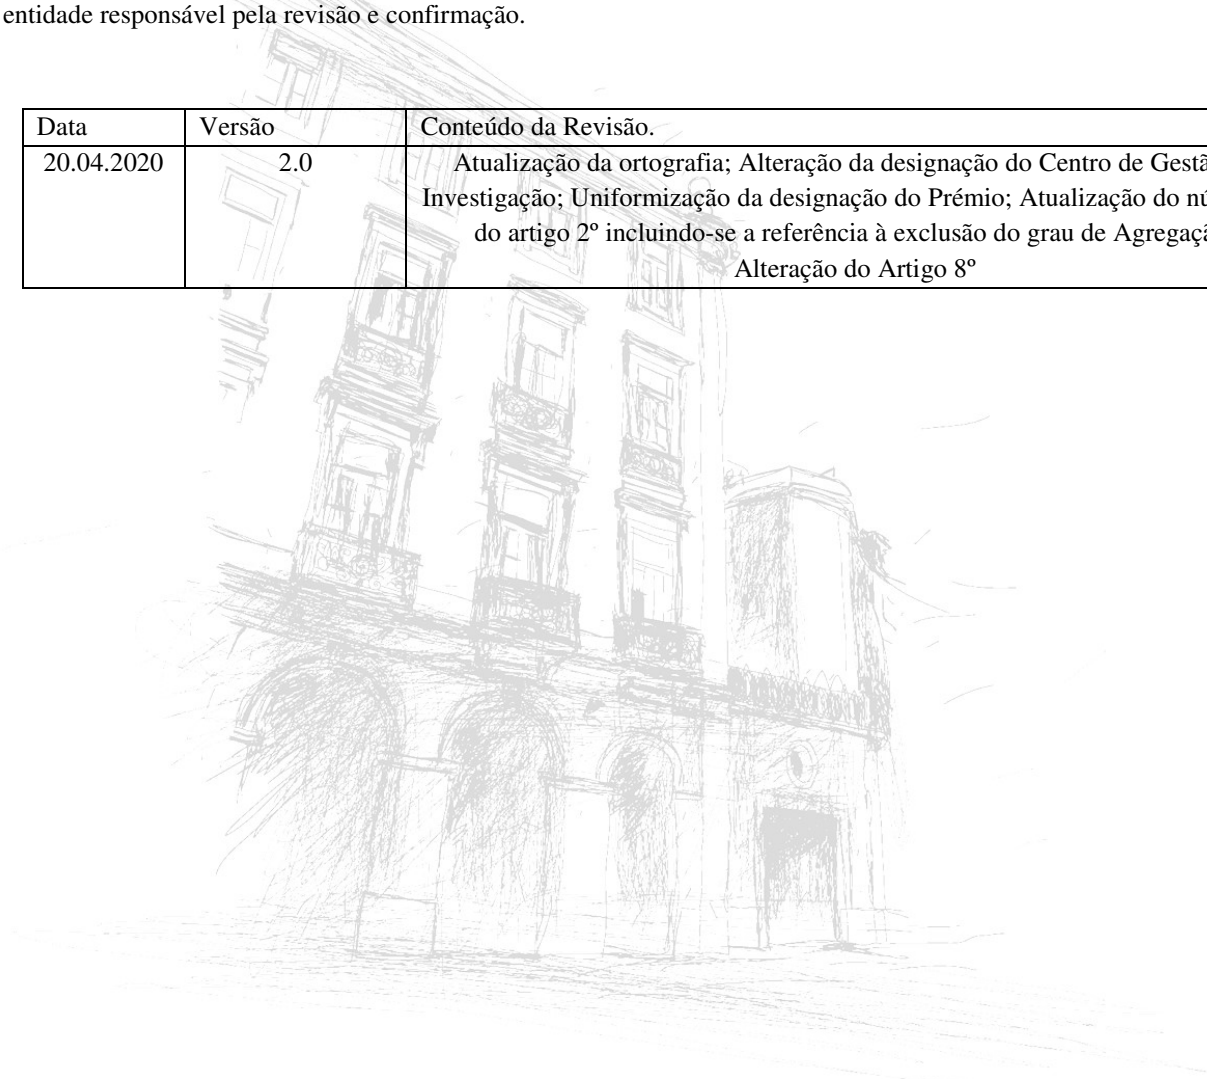 entidade responsável pela revisão e confirmação.
Data Versão Conteúdo da Revisão.
20.04.2020 2.0 Atualização da ortografia; Alteração da designação do Centro de
Investigação; Uniformização da designação do Prémio; Atualização do
do artigo 2º incluindo-se a referência à exclusão do grau de
Alteração do Artigo 8º